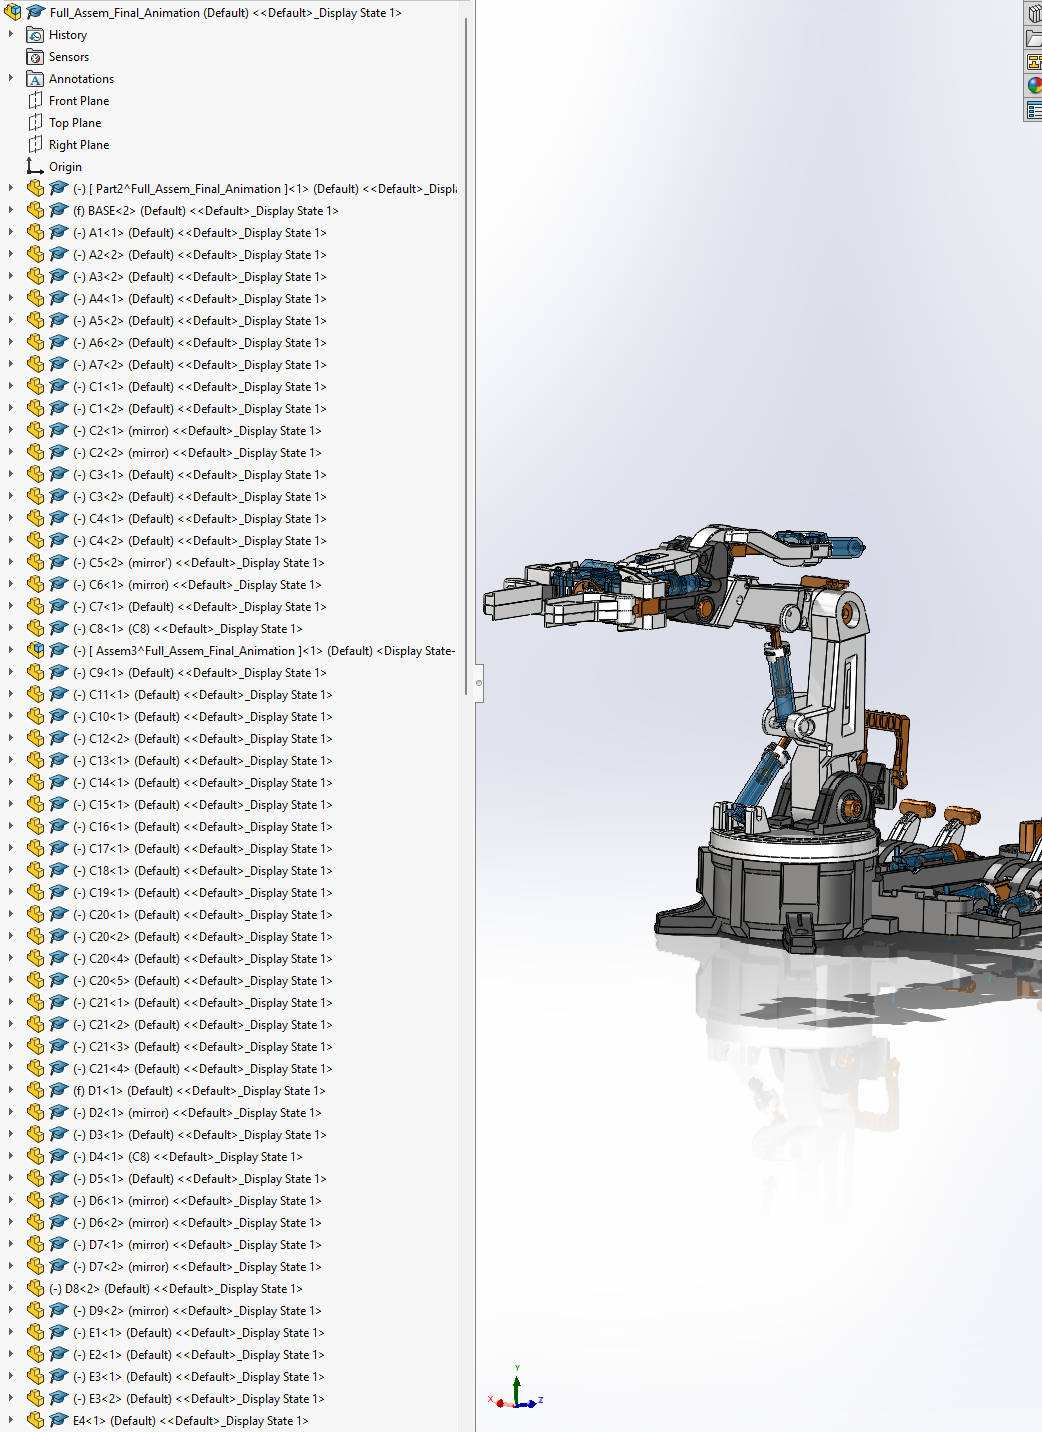 Full_Assem_Final_Animation (Default) <<Default>_Display State 1>
History
Sensors
Annotations
Front Plane
Top Plane
Right Plane
Origin
(-) [ Part2^Full_Assem_Final_Animation ]<1> (Default) <<Default>_Displ
(f) BASE<2> (Default) <<Default>_Display State 1>
(-) A1<1> (Default) <<Default>_Display State 1>
(-) A2<2> (Default) <<Default>_Display State 1>
(-) A3<2> (Default) <<Default>_Display State 1>
(-) A4<1> (Default) <<Default>_Display State 1>
(-) A5<2> (Default) <<Default>_Display State 1>
(-) A6<2> (Default) <<Default>_Display State 1>
(-) A7<2> (Default) <<Default>_Display State 1>
(-) C1<1> (Default) <<Default>_Display State 1>
(-) C1<2> (Default) <<Default>_Display State 1>
(-) C2<1> (mirror) <<Default>_Display State 1>
(-) C2<2> (mirror) <<Default>_Display State 1>
(-) C3<1> (Default) <<Default>_Display State 1>
(-) C3<2> (Default) <<Default>_Display State 1>
(-) C4<1> (Default) <<Default>_Display State 1>
(-) C4<2> (Default) <<Default>_Display State 1>
(-) C5<2> (mirror') <<Default>_Display State 1>
(-) C6<1> (mirror) <<Default>_Display State 1>
(-) C7<1> (Default) <<Default>_Display State 1>
(-) C8<1> (C8) <<Default>_Display State 1>
(-) [ Assem3^Full_Assem_Final_Animation ]<1> (Default) <Display State-
(-) C9<1> (Default) <<Default>_Display State 1>
(-) C11<1> (Default) <<Default>_Display State 1>
(-) C10<1> (Default) <<Default>_Display State 1>
(-) C12<2> (Default) <<Default>_Display State 1>
(-) C13<1> (Default) <<Default>_Display State 1>
(-) C14<1> (Default) <<Default>_Display State 1>
(-) C15<1> (Default) <<Default>_Display State 1>
(-) C16<1> (Default) <<Default>_Display State 1>
(-) C17<1> (Default) <<Default>_Display State 1>
(-) C18<1> (Default) <<Default>_Display State 1>
(-) C19<1> (Default) <<Default>_Display State 1>
(-) C20<1> (Default) <<Default>_Display State 1>
(-) C20<2> (Default) <<Default>_Display State 1>
(-) C20<4> (Default) <<Default>_Display State 1>
(-) C20<5> (Default) <<Default>_Display State 1>
(-) C21<1> (Default) <<Default>_Display State 1>
(-) C21<2> (Default) <<Default>_Display State 1>
(-) C21<3> (Default) <<Default>_Display State 1>
(-) C21<4> (Default) <<Default>_Display State 1>
(f) D1<1> (Default) <<Default>_Display State 1>
(-) D2<1> (mirror) <<Default>_Display State 1>
(-) D3<1> (Default) <<Default>_Display State 1>
(-) D4<1> (C8) <<Default>_Display State 1>
(-) D5<1> (Default) <<Default>_Display State 1>
(-) D6<1> (mirror) <<Default>_Display State 1>
(-) D6<2> (mirror) <<Default>_Display State 1>
(-) D7<1> (mirror) <<Default>_Display State 1>
(-) D7<2> (mirror) <<Default>_Display State 1>
(-) D8<2> (Default) <<Default>_Display State 1>
(-) D9<2> (mirror) <<Default>_Display State 1>
(-) E1<1> (Default) <<Default>_Display State 1>
(-) E2<1> (Default) <<Default>_Display State 1>
(-) E3<1> (Default) <<Default>_Display State 1>
(-) E3<2> (Default) <<Default>_Display State 1>
E4<1> (Default) <<Default>_Display State 1>
Y
X
Z